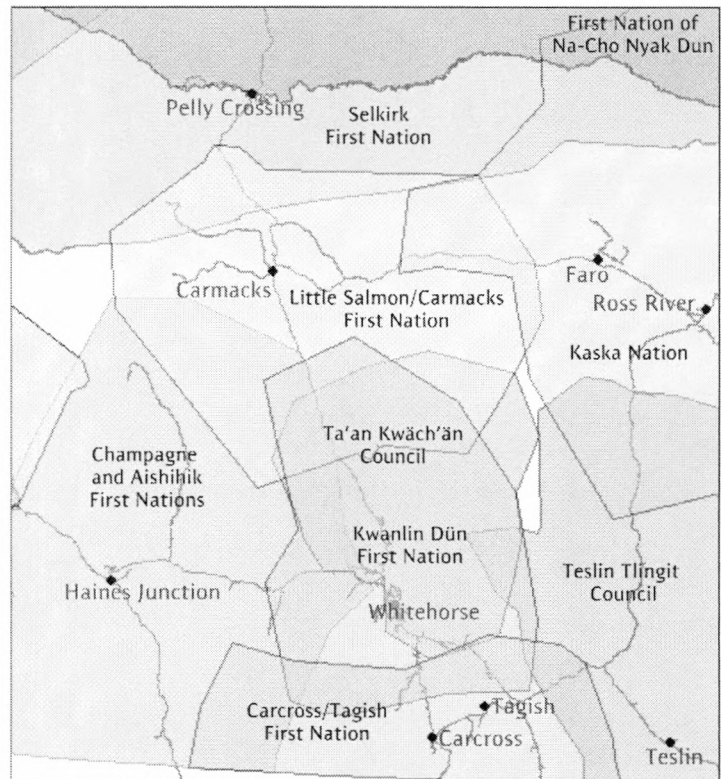 First Nation of
Na-Cho Nyak Dun
Pelly Crossing
Selkirk
First Nation
Carmacks
Little Salmon/Carmacks
First Nation
Faro
Ross River
Kaska Nation
Ta'an Kwäch'än
Council
Champagne
and Aishihik
First Nations
Kwanlin Dün
First Nation
Teslin Tlingit
Council
Haines Junction
Whitehorse
Carcross/Tagish
First Nation
Tagish
Carcross
Teslin